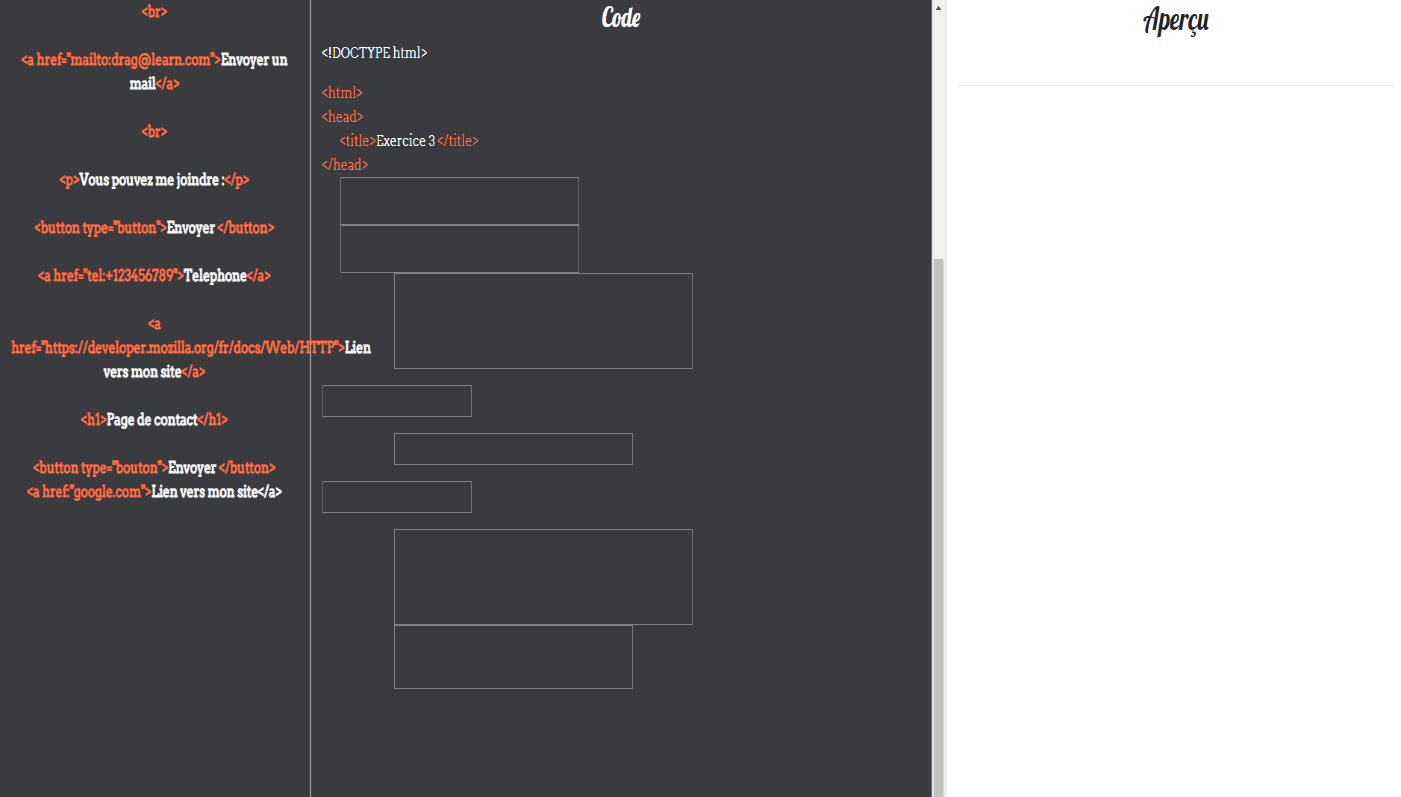 <br>
<a href="mailto:drag@learn.com">Envoyer un
mail</a>
<br>
<p>Vous pouvez me joindre :</p>
<button type="button">Envoyer </button>
<a href="tel:+123456789">Telephone</a>
<a
href="https://developer.mozilla.org/fr/docs/Web/HTTP">Lien
vers mon site</a>
<h1>Page de contact</h1>
<button type="bouton">Envoyer </button>
<a href:"google.com">Lien vers mon site</a>
Code
<!DOCTYPE html>
<html>
<head>
<title>Exercice 3 </title>
</head>
Aperçu